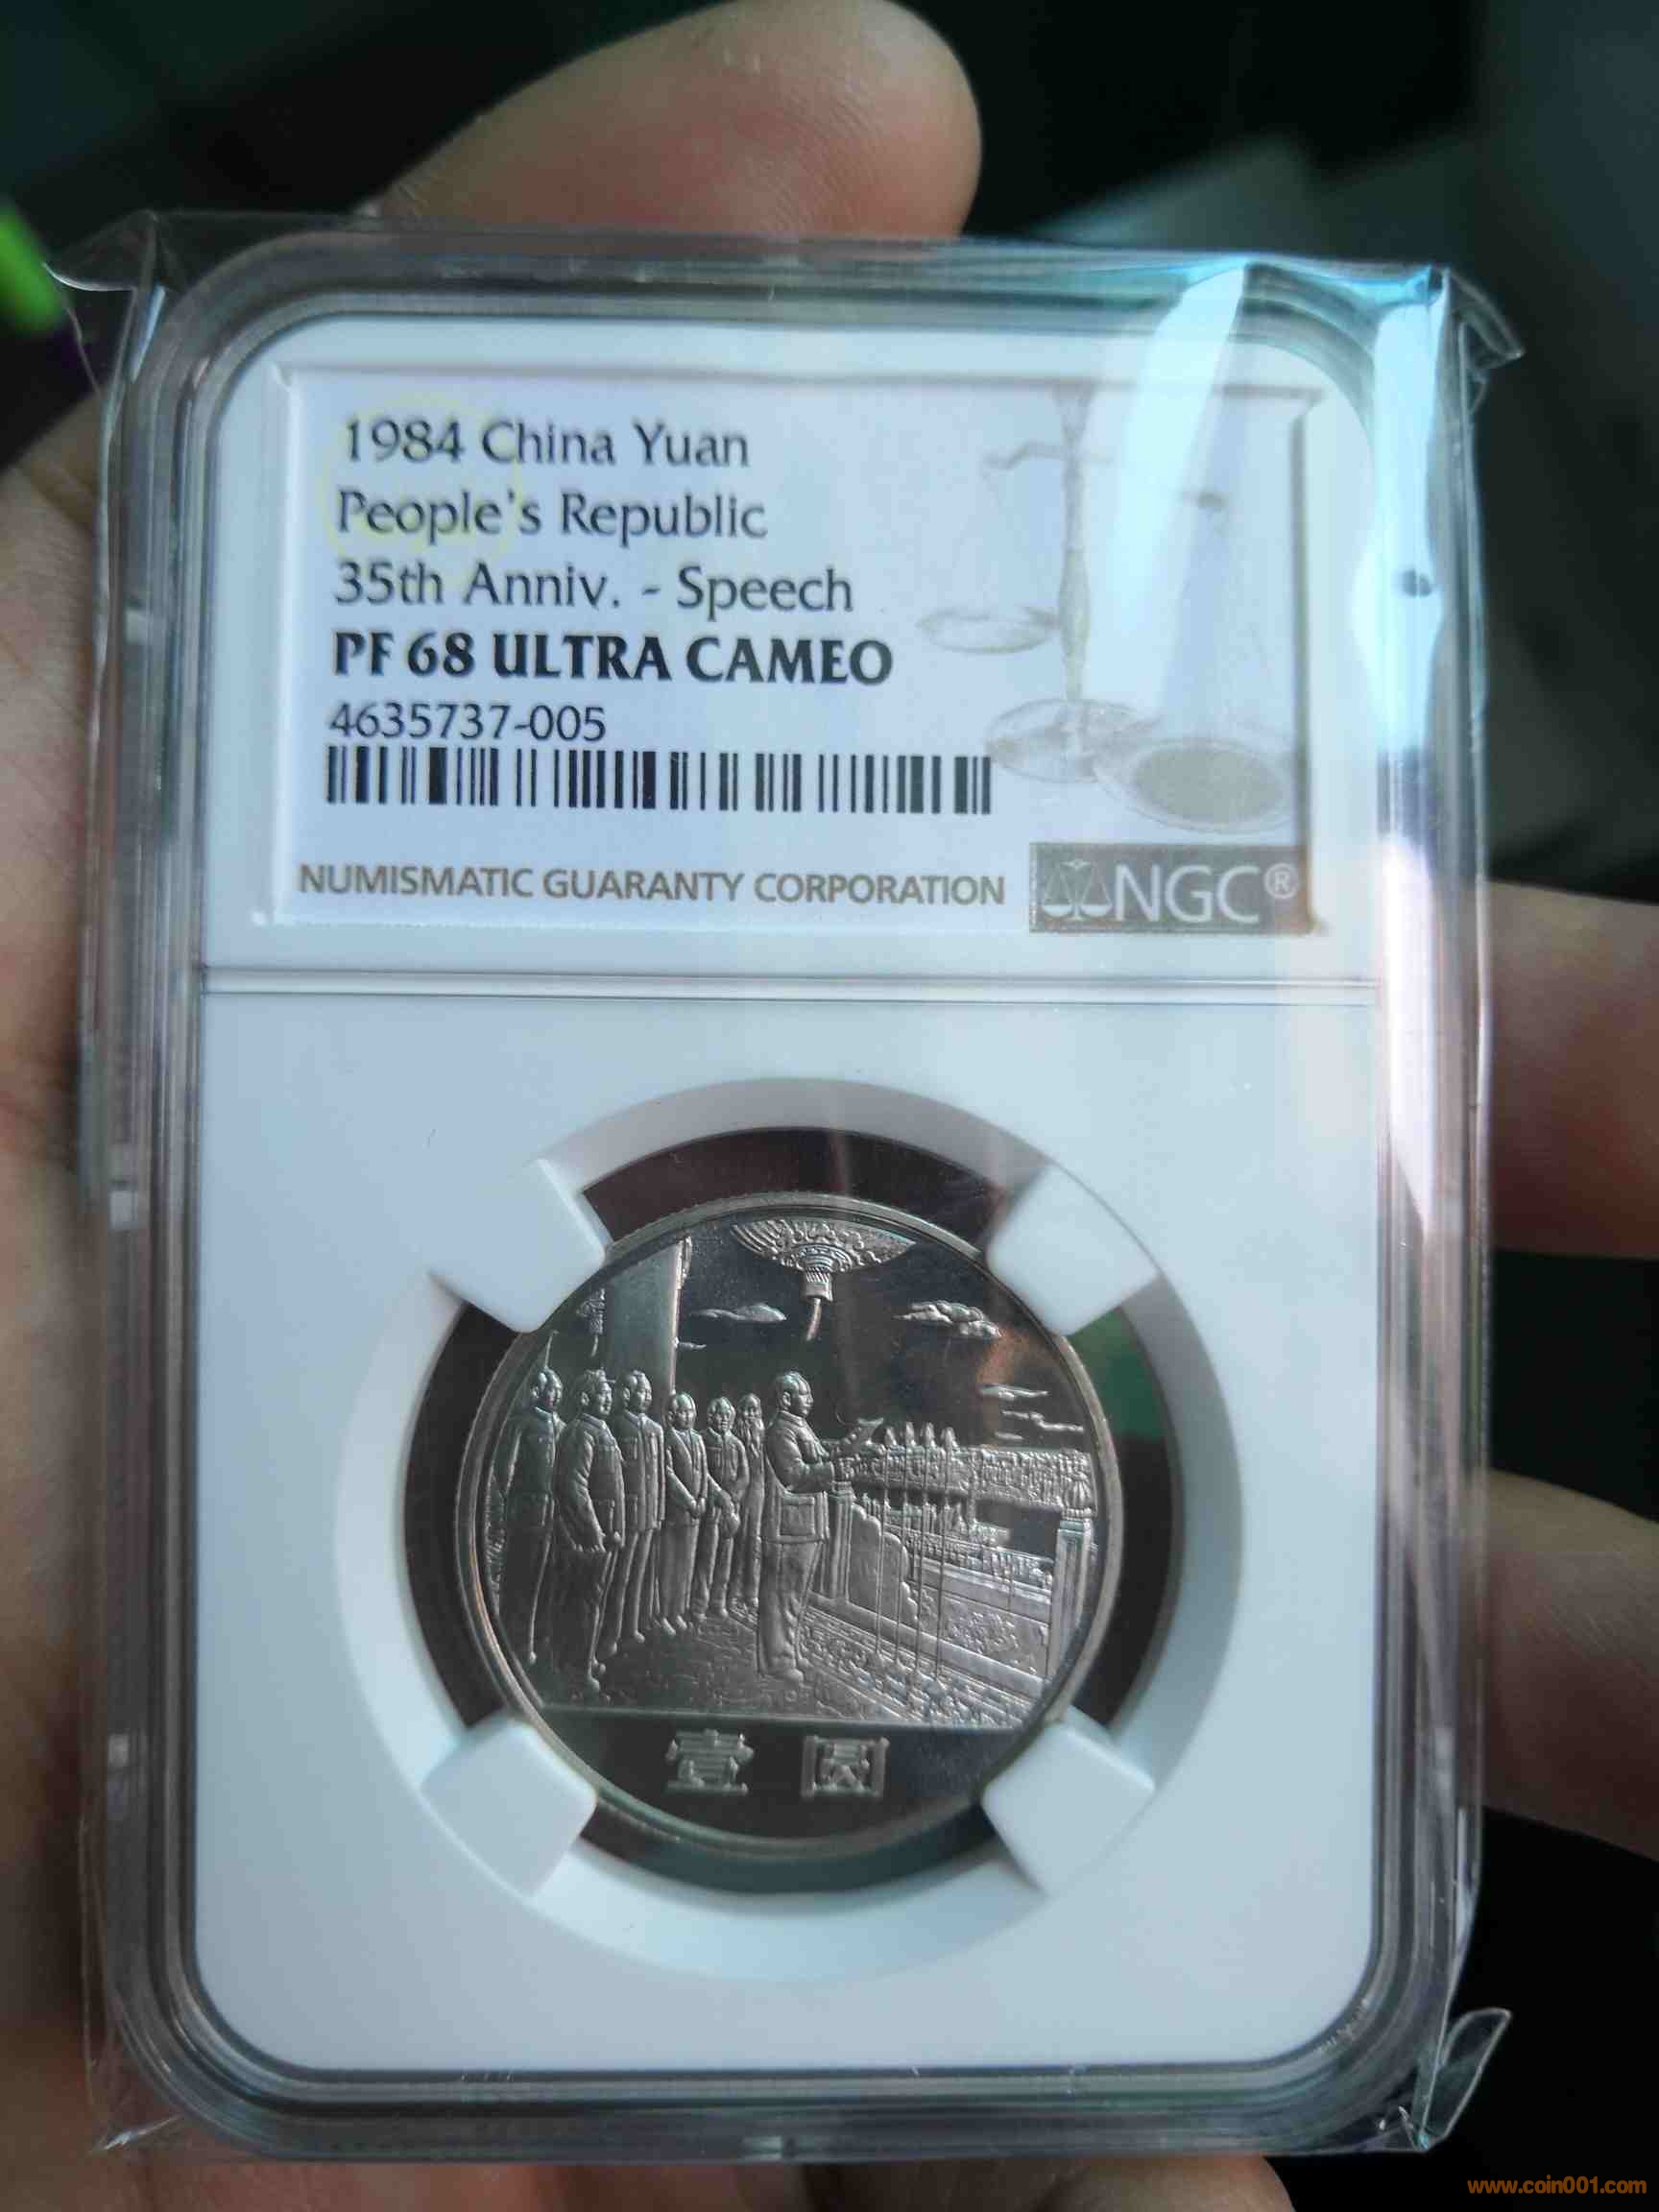 1984 China Yuan
People's Republic
35th Anniv. - Speech
PF 68 ULTRA CAMEO
4635737-005
NUMISMATIC GUARANTY CORPORATION NGC®
壹圆
www.coin001.com